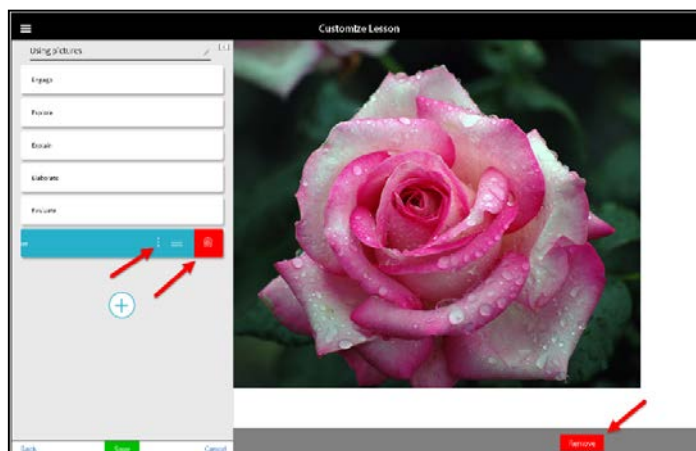 Customize Lesson
Using pictures
Engage
Explore
Explain
Elaborate
Evaluate
Back
Save
Cancel
Remove